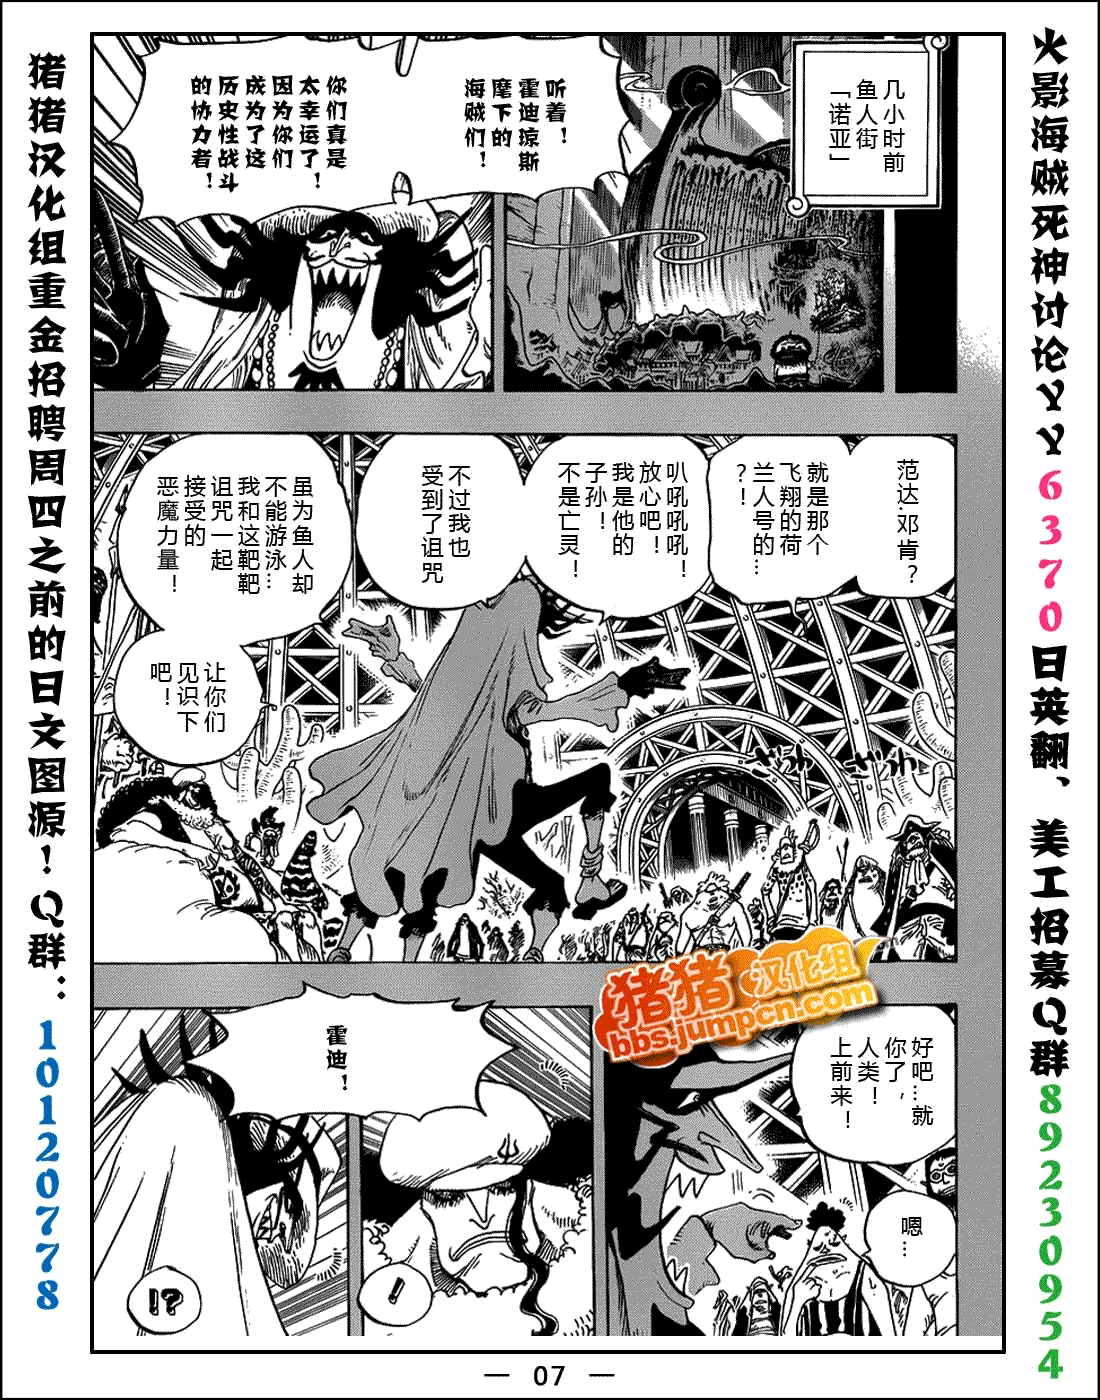 猪猪汉化组重金招聘周四之前的日文图源！Q群：101207778
火影海贼死神讨论YY6370日英翻、美工招募Q群892230954
几小时前
鱼人街
「诺亚」
听着！
霍迪琼斯
麾下的
海贼们！
你们真是
太幸运了！
因为你们
成为了这
历史性战斗
的协力者！
范达.邓肯？
就是那个
飞翔的荷
兰人号的…
？！
叭吼吼吼！
放心吧！
我是他的
子孙！
不是亡灵！
不过我也
受到了诅咒
虽为鱼人却
不能游泳…
我和这靶靶
诅咒一起
接受的
恶魔力量！
让你们
见识下
吧！
ざわ
ざわ
猪猪汉化组
bbs.jumpcn.com
好吧…就
你了，
人类！
上前来！
嗯…
霍迪！
！
!?
— 07 —